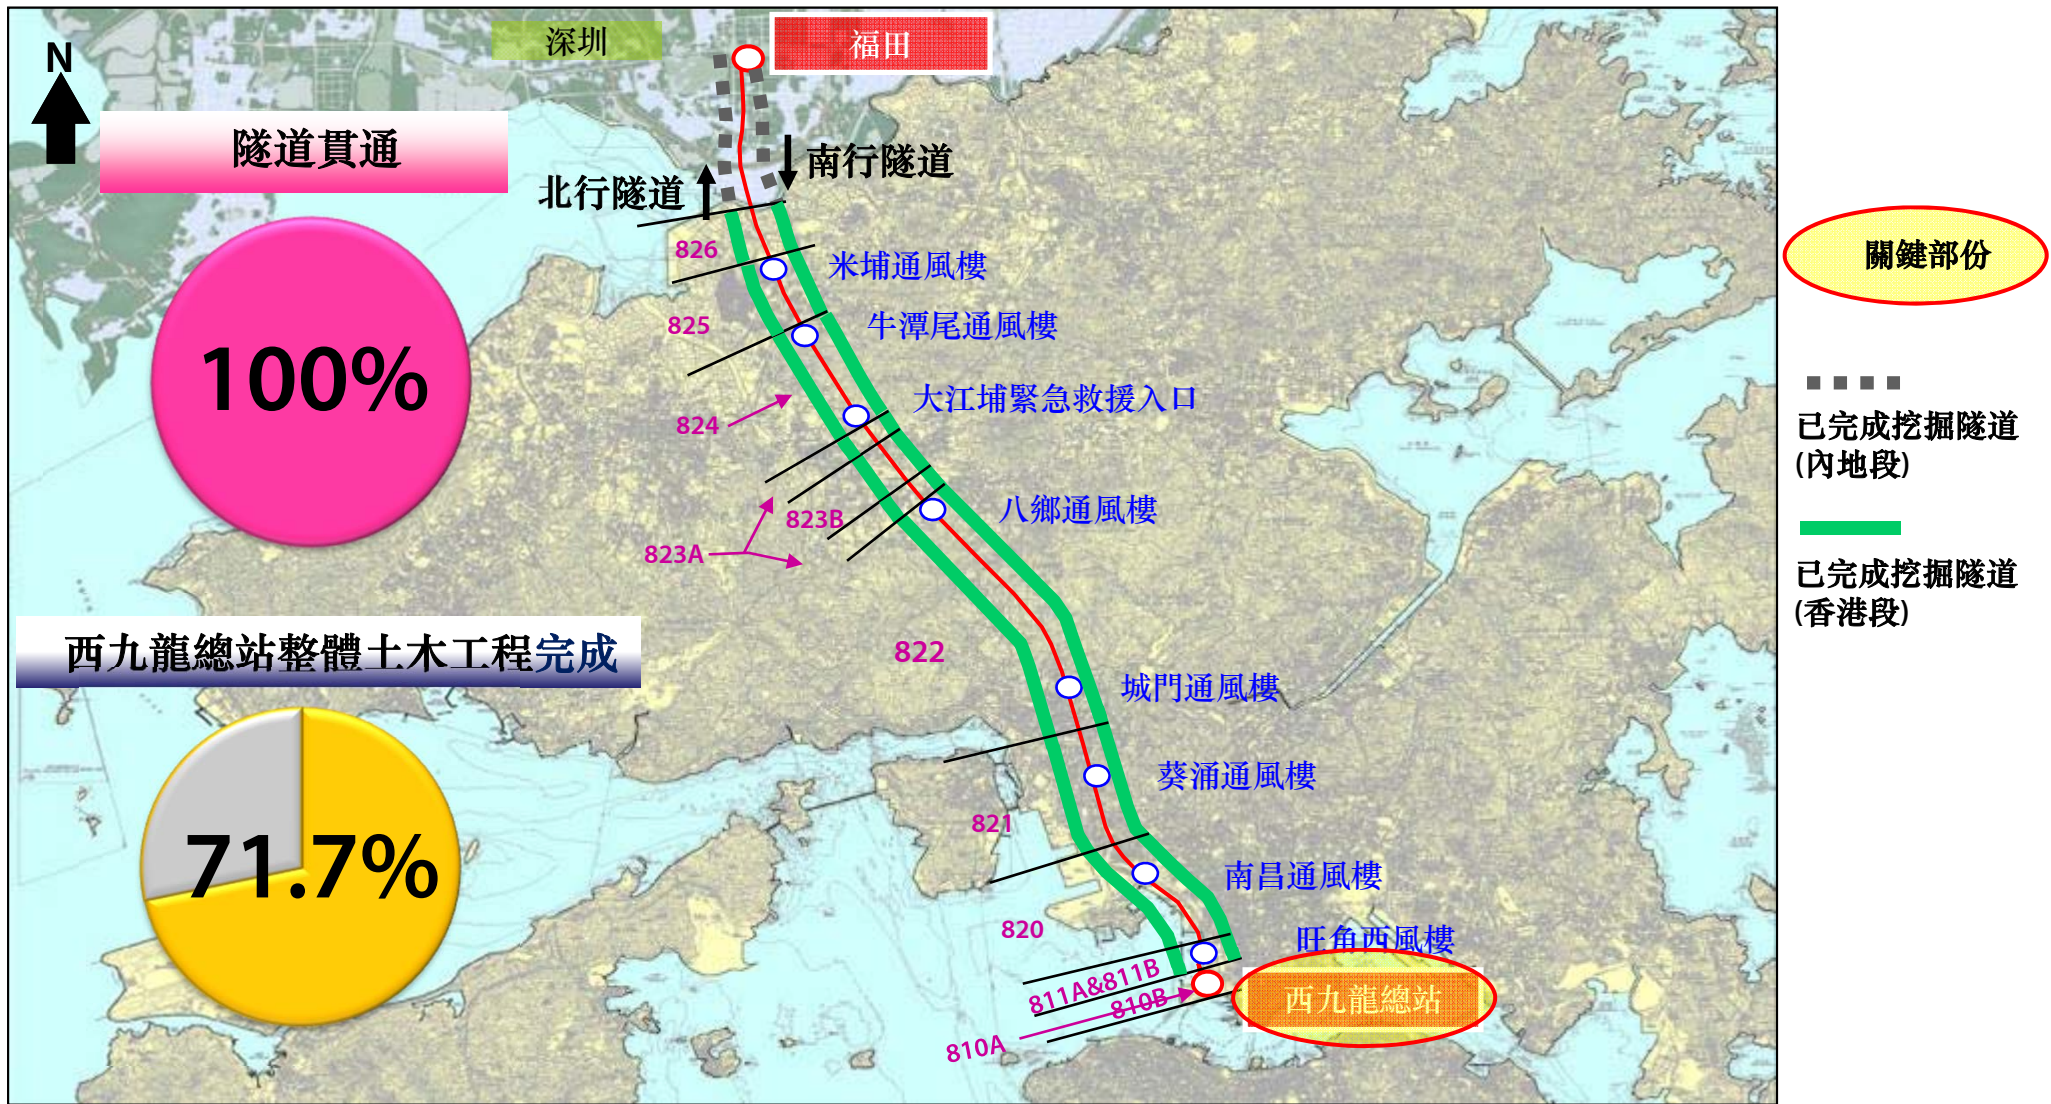 深圳
福田
N
隧道貫通
南行隧道
北行隧道
100%
826
米埔通風樓
825
牛潭尾通風樓
824
大江埔緊急救援入口
823B
八鄉通風樓
823A
822
城門通風樓
821
葵涌通風樓
820
南昌通風樓
811A&811B
旺角西風樓
810B
810A
西九龍總站
西九龍總站整體土木工程完成
71.7%
關鍵部份
已完成挖掘隧道
(內地段)
已完成挖掘隧道
(香港段)